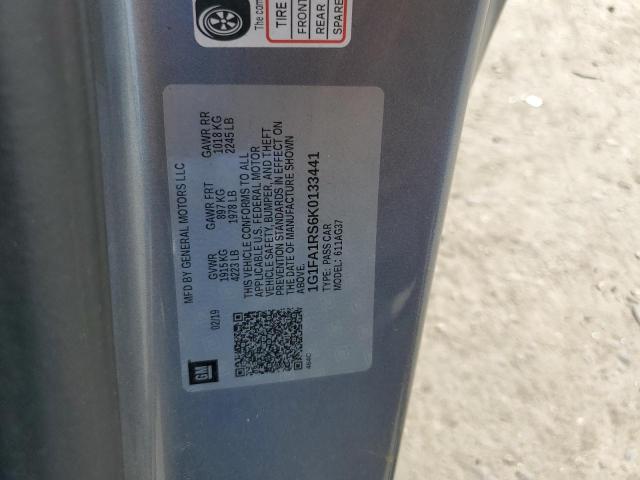 The com
TIRE
FRONT
REAR
SPARE
MFD BY GENERAL MOTORS LLC
02/19
GVWR GAWR FRT GAWR RR
1915 KG 897 KG 1018 KG
4223 LB 1978 LB 2245 LB
THIS VEHICLE CONFORMS TO ALL
APPLICABLE U.S. FEDERAL MOTOR
VEHICLE SAFETY, BUMPER, AND THEFT
PREVENTION STANDARDS IN EFFECT ON
THE DATE OF MANUFACTURE SHOWN
ABOVE.
1G1FA1RS6K0133441
TYPE: PASS CAR
MODEL: 611AG37
GM